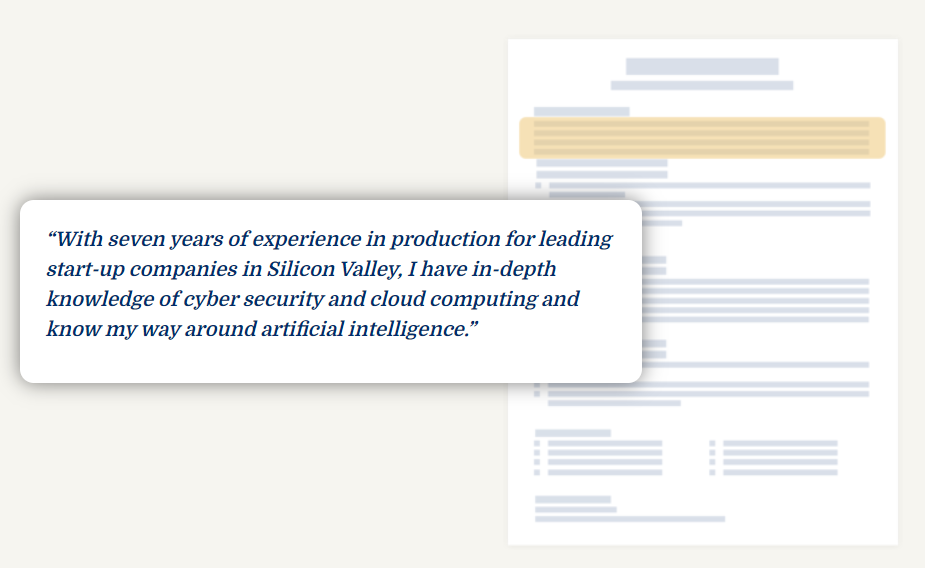 “With seven years of experience in production for leading
start-up companies in Silicon Valley, I have in-depth
knowledge of cyber security and cloud computing and
know my way around artificial intelligence.”